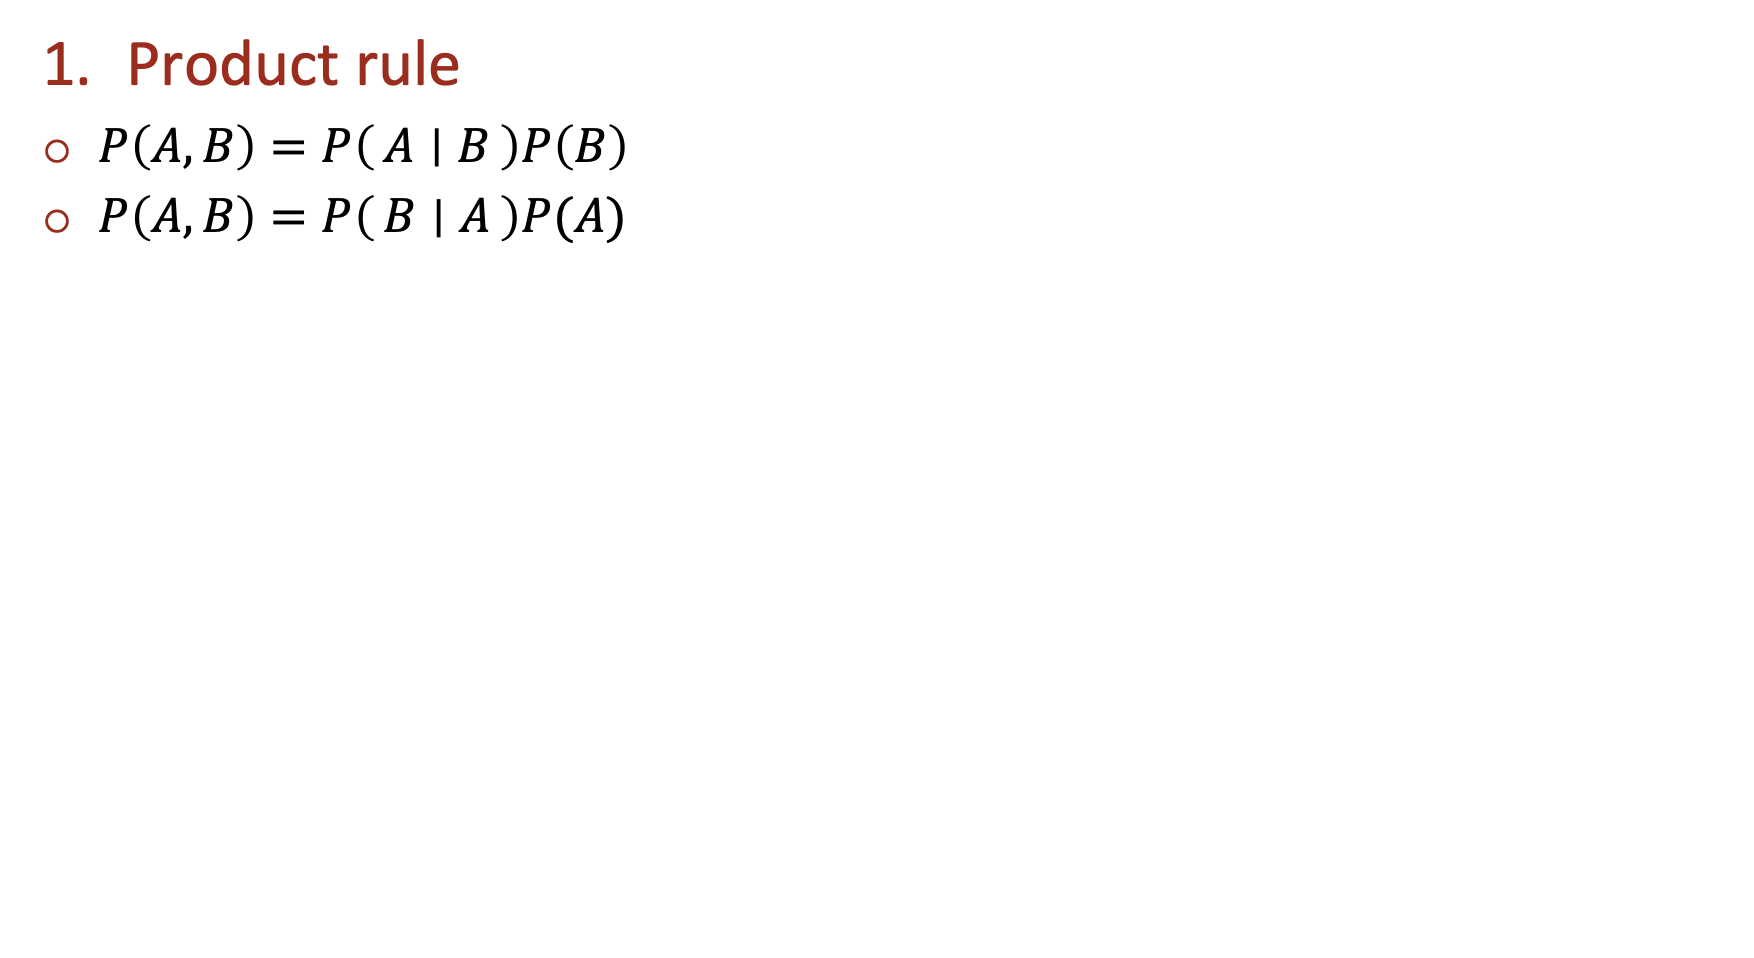 1. Product rule
○ P(A, B) = P( A ∣ B )P(B)
○ P(A, B) = P( B ∣ A )P(A)